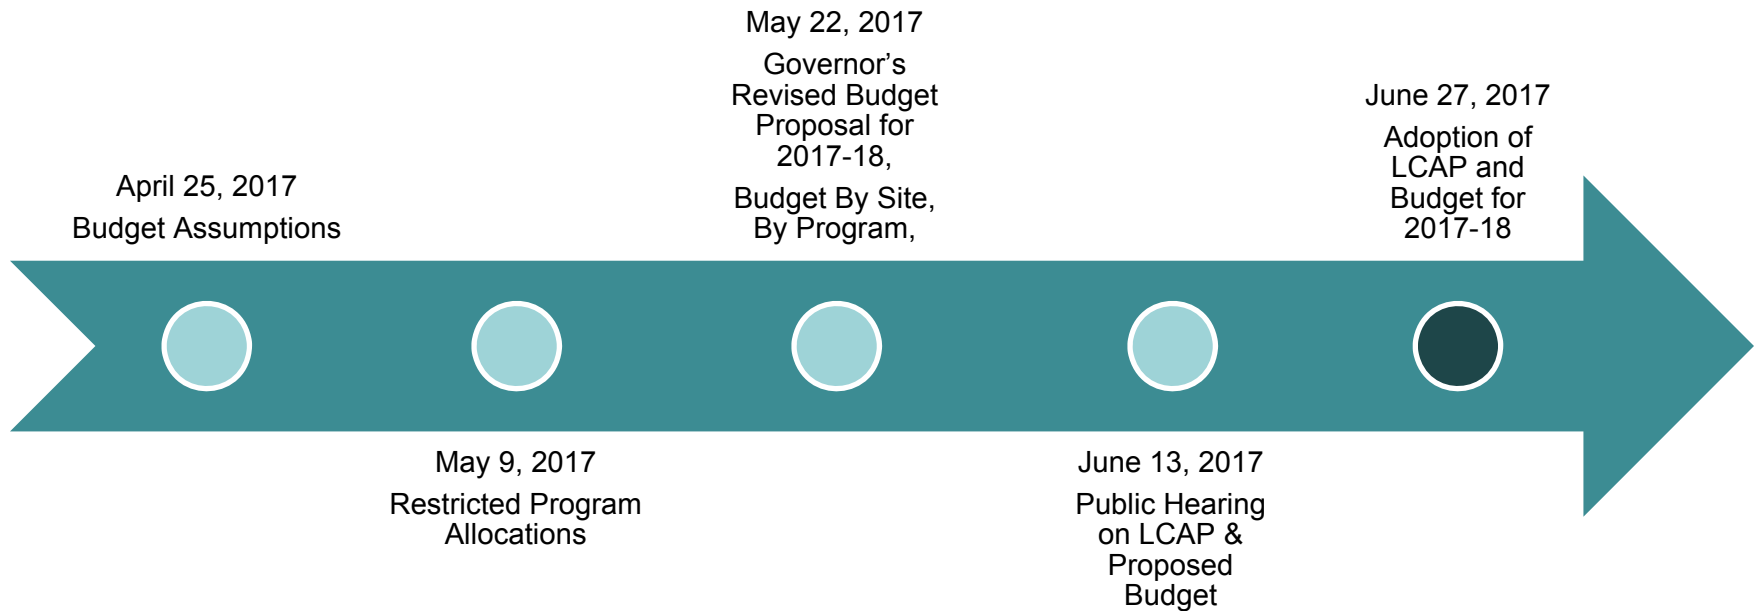 April 25, 2017
Budget Assumptions
May 9, 2017
Restricted Program
Allocations
May 22, 2017
Governor’s
Revised Budget
Proposal for
2017-18,
Budget By Site,
By Program,
June 13, 2017
Public Hearing
on LCAP &
Proposed
Budget
June 27, 2017
Adoption of
LCAP and
Budget for
2017-18